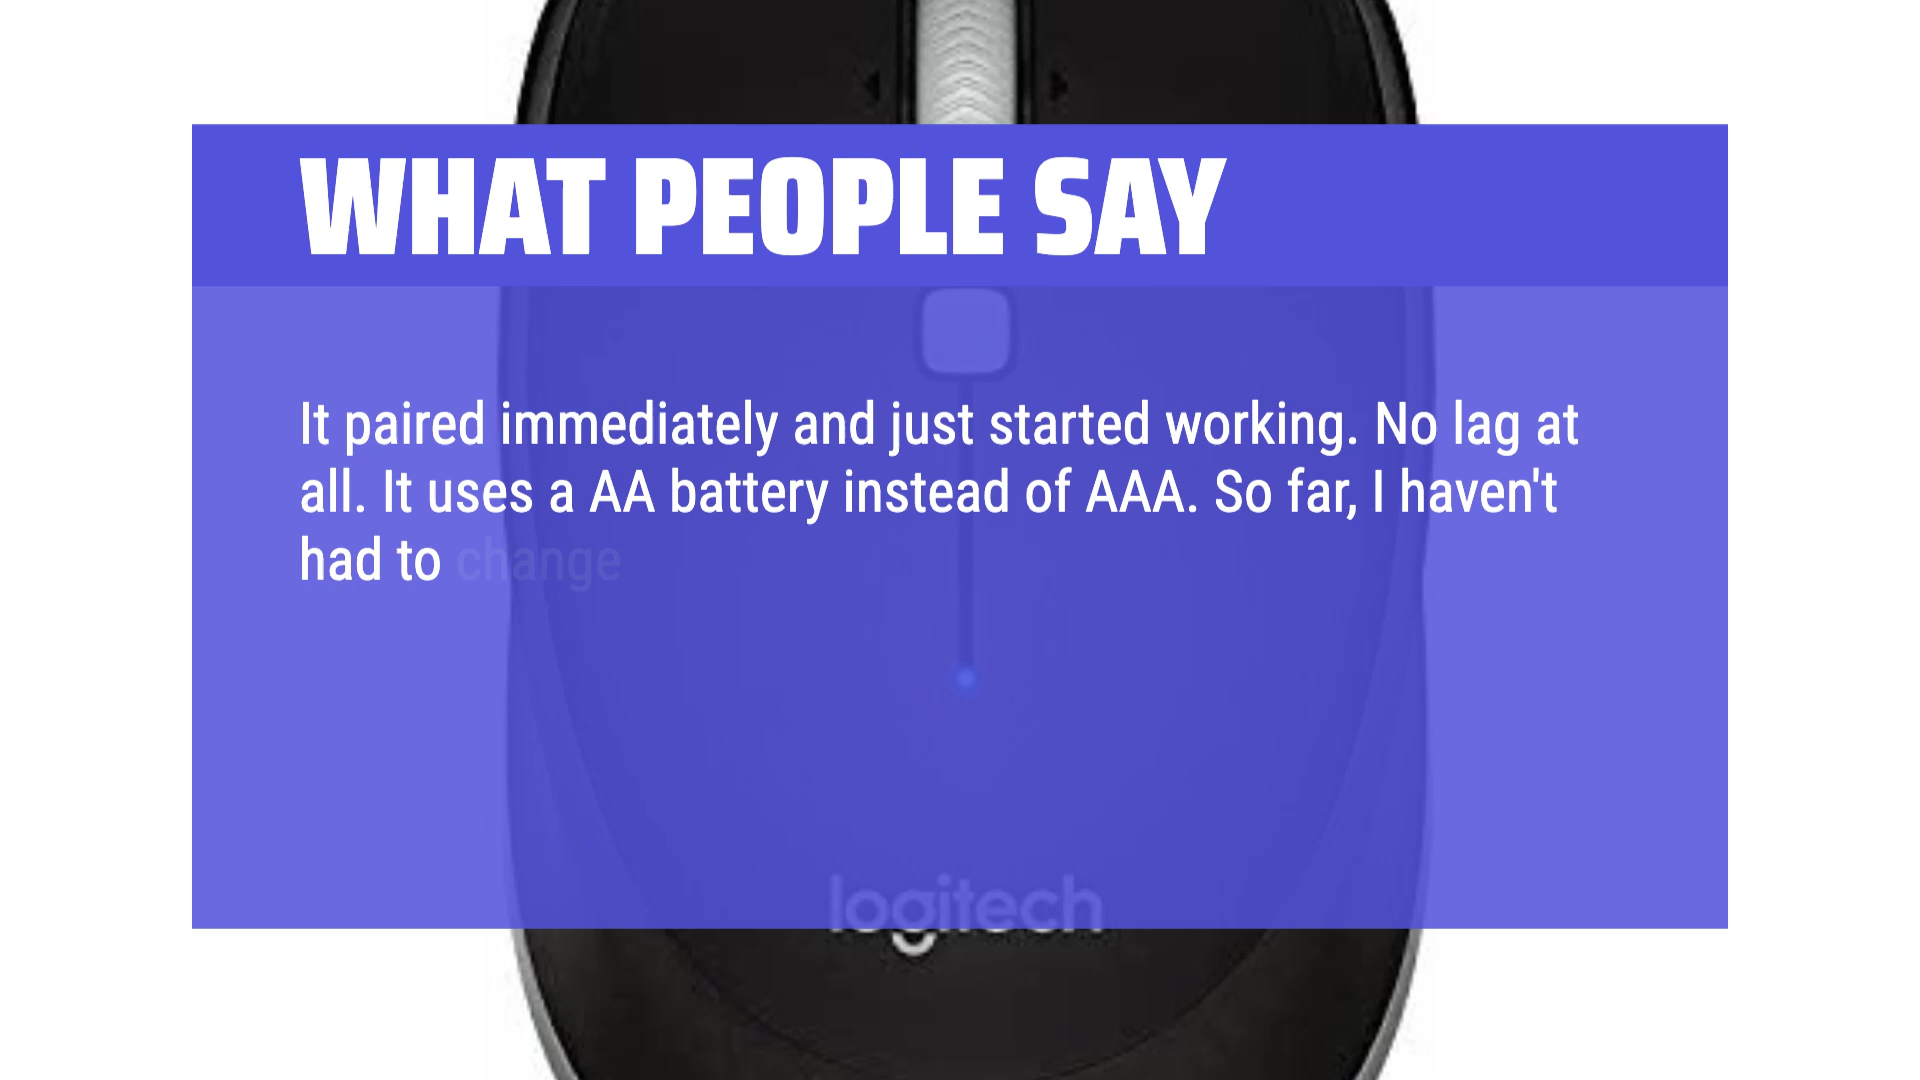 WHAT PEOPLE SAY
It paired immediately and just started working. No lag at
all. It uses a AA battery instead of AAA. So far, I haven't
had to change
logitech